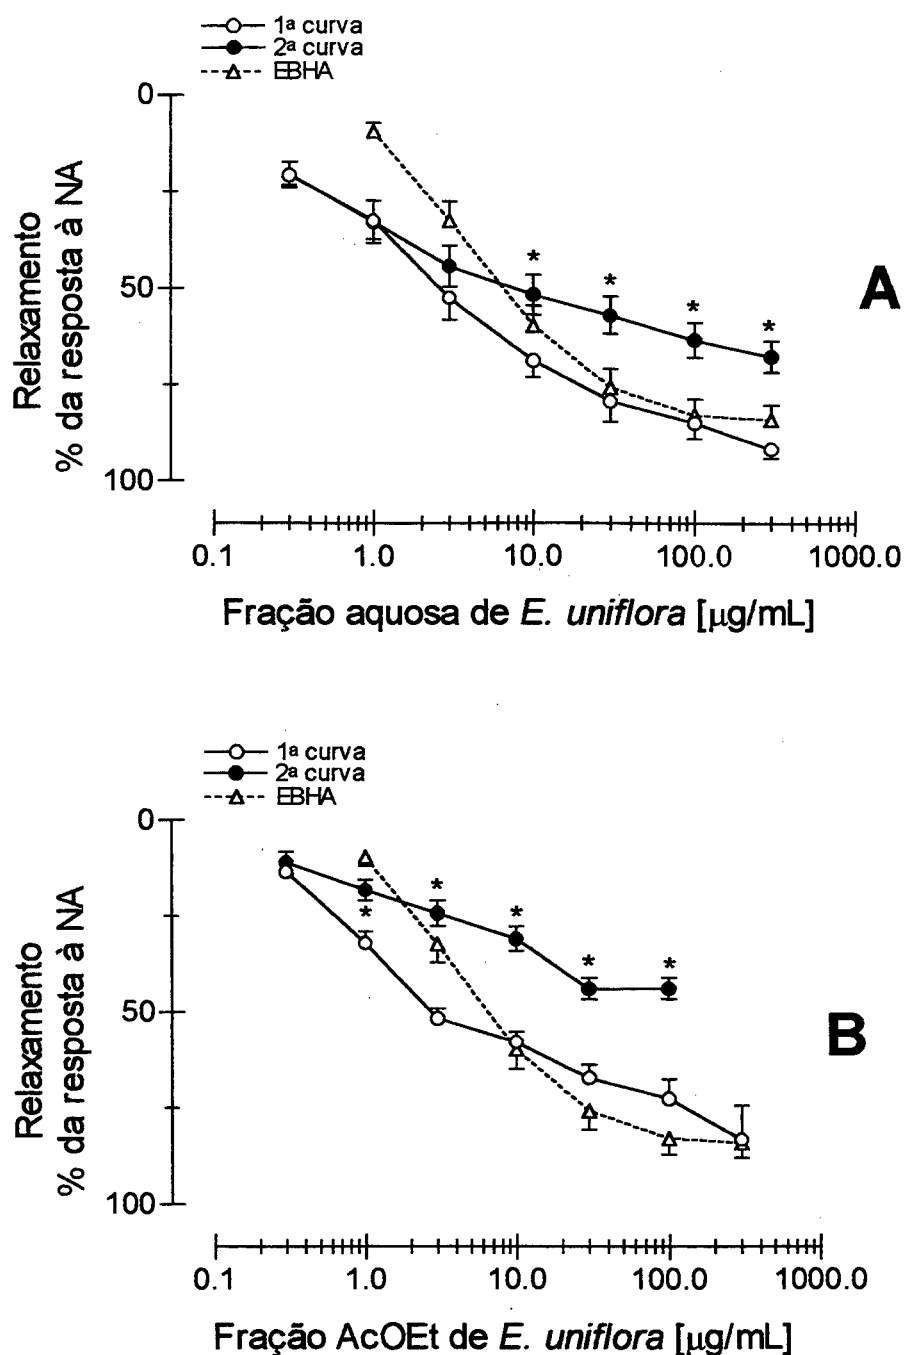 1ª curva
2ª curva
EBHA
0
50
100
Relaxamento
% da resposta à NA
*
*
*
*
A
0.1 1.0 10.0 100.0 1000.0
Fração aquosa de E. uniflora [µg/mL]
1ª curva
2ª curva
EBHA
0
50
100
Relaxamento
% da resposta à NA
*
*
*
*
*
B
0.1 1.0 10.0 100.0 1000.0
Fração AcOEt de E. uniflora [µg/mL]